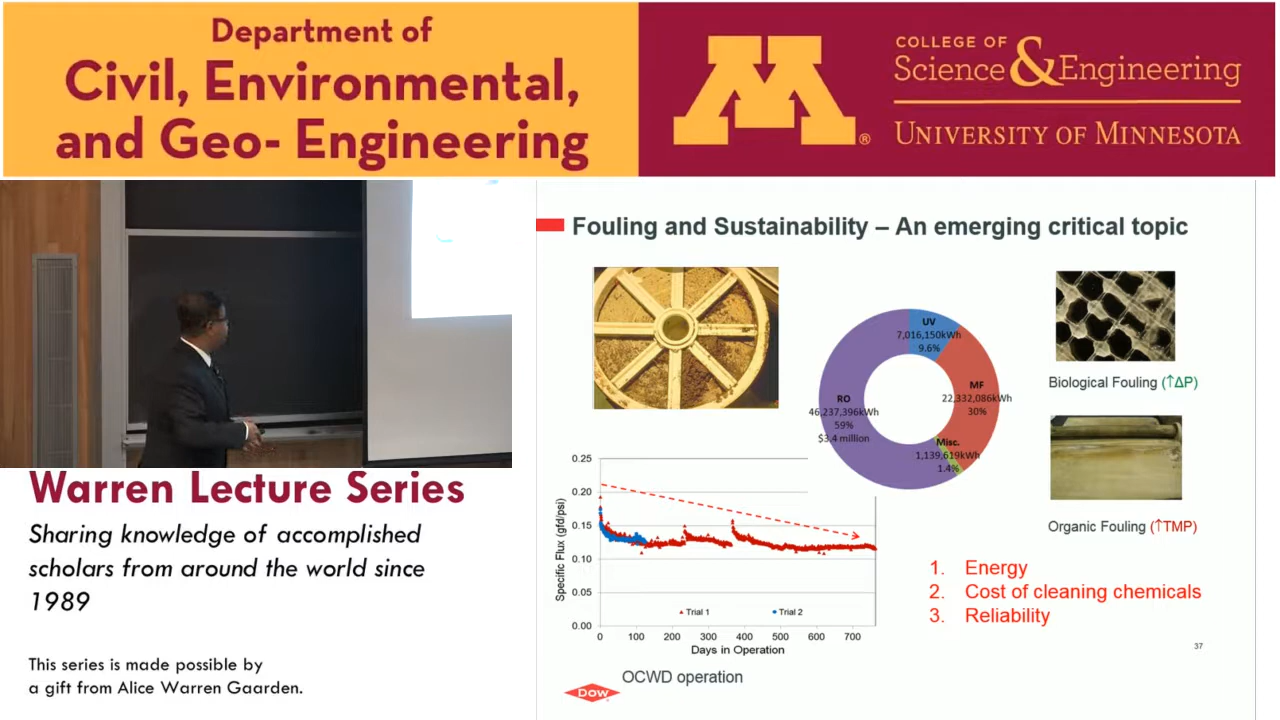 Department of
Civil, Environmental,
and Geo- Engineering
M®
COLLEGE OF
Science & Engineering
UNIVERSITY OF MINNESOTA
Warren Lecture Series
Sharing knowledge of accomplished
scholars from around the world since
1989
This series is made possible by
a gift from Alice Warren Gaarden.
Fouling and Sustainability – An emerging critical topic
UV
7,016,150kWh
9.6%
MF
22,332,086kWh
30%
RO
46,237,396kWh
59%
$3.4 million
Misc.
1,139,619kWh
1.4%
Biological Fouling (↑ΔP)
Organic Fouling (↑TMP)
Specific Flux (gfd/psi)
0.25
0.20
0.15
0.10
0.05
0.00
Trial 1
Trial 2
0 100 200 300 400 500 600 700
Days in Operation
1. Energy
2. Cost of cleaning chemicals
3. Reliability
37
OCWD operation
Dow